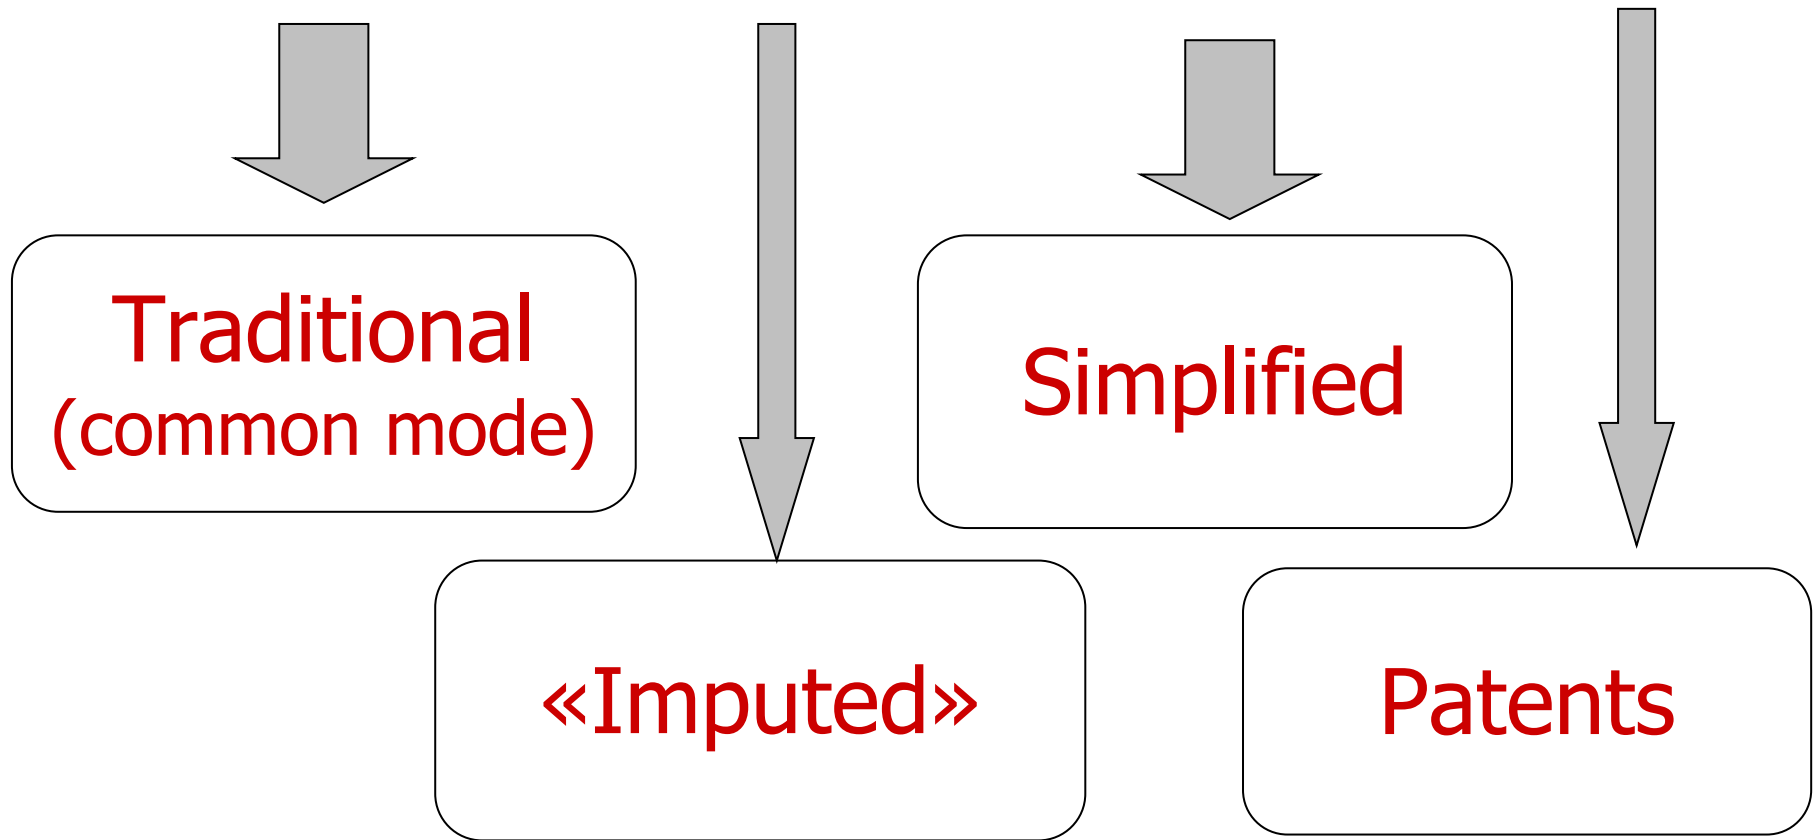 Traditional
(common mode)
Simplified
«Imputed»
Patents